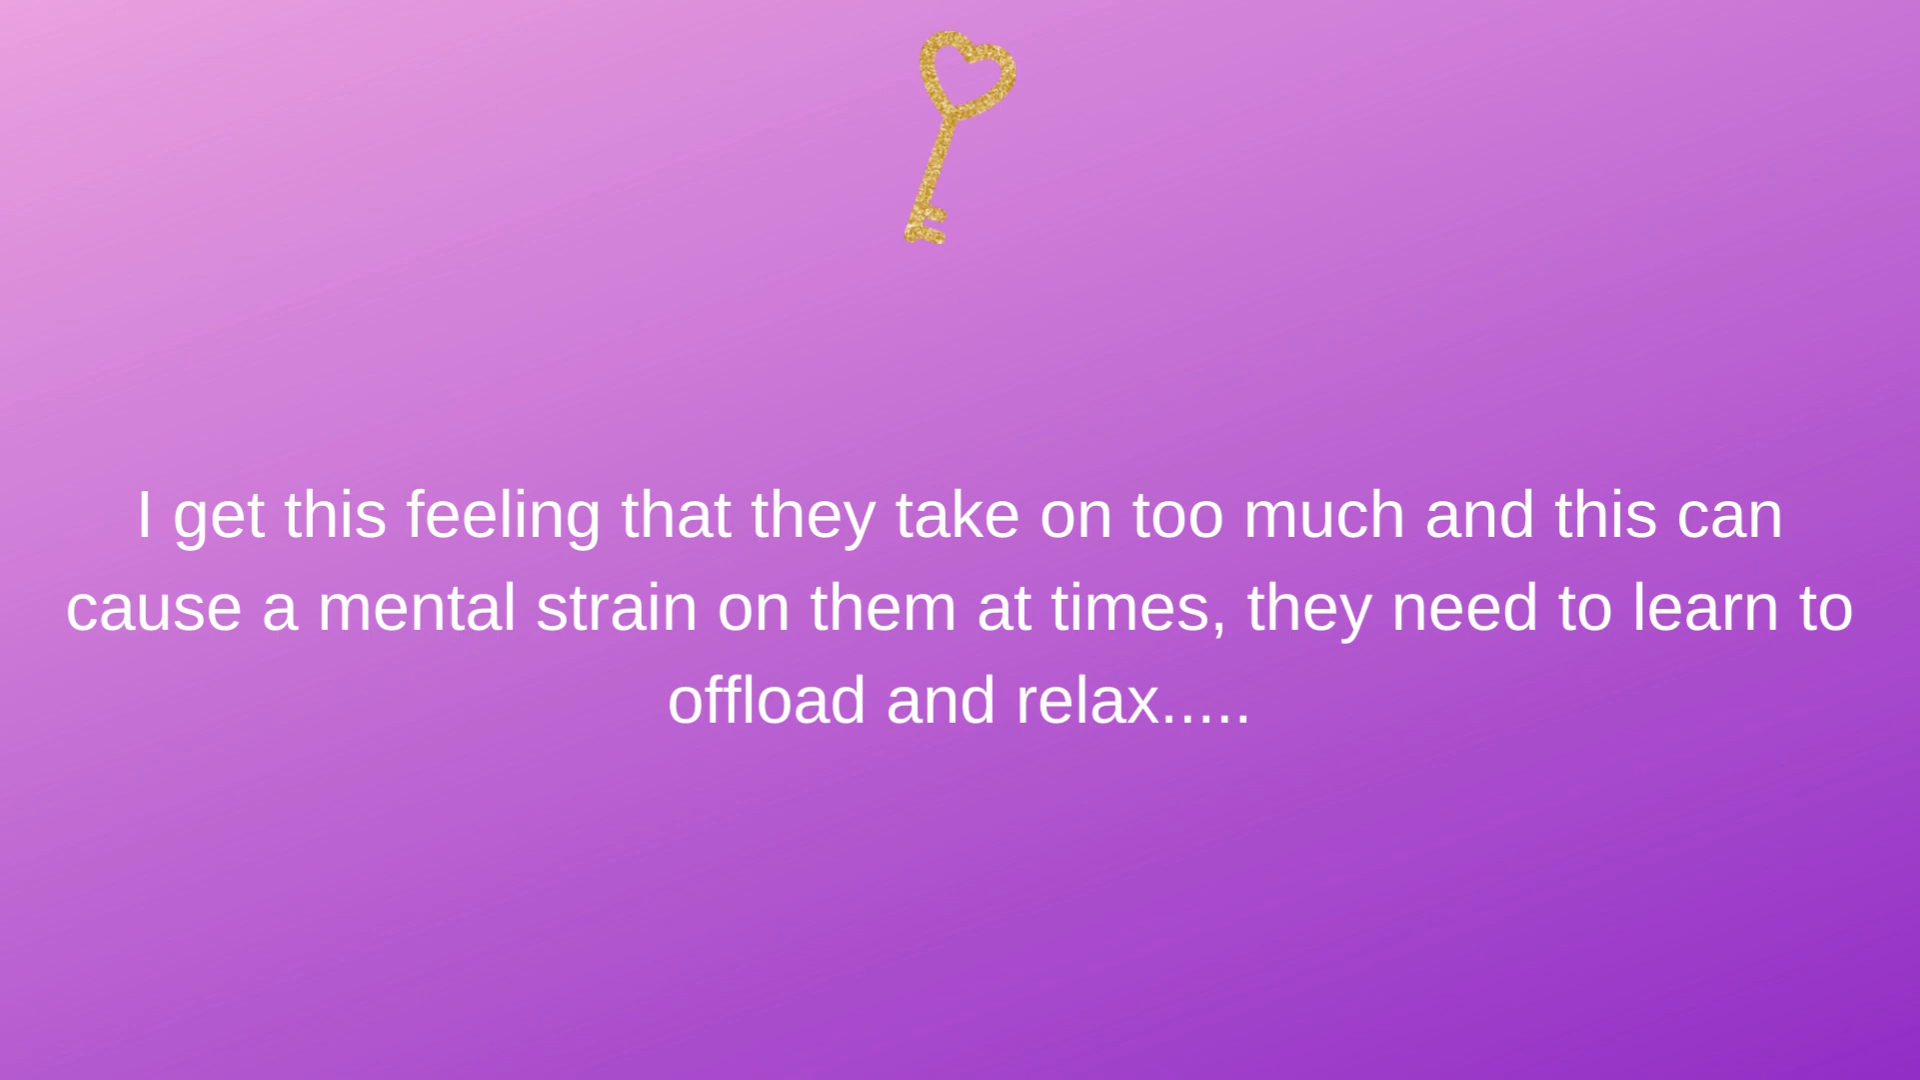 I get this feeling that they take on too much and this can
cause a mental strain on them at times, they need to learn to
offload and relax.....